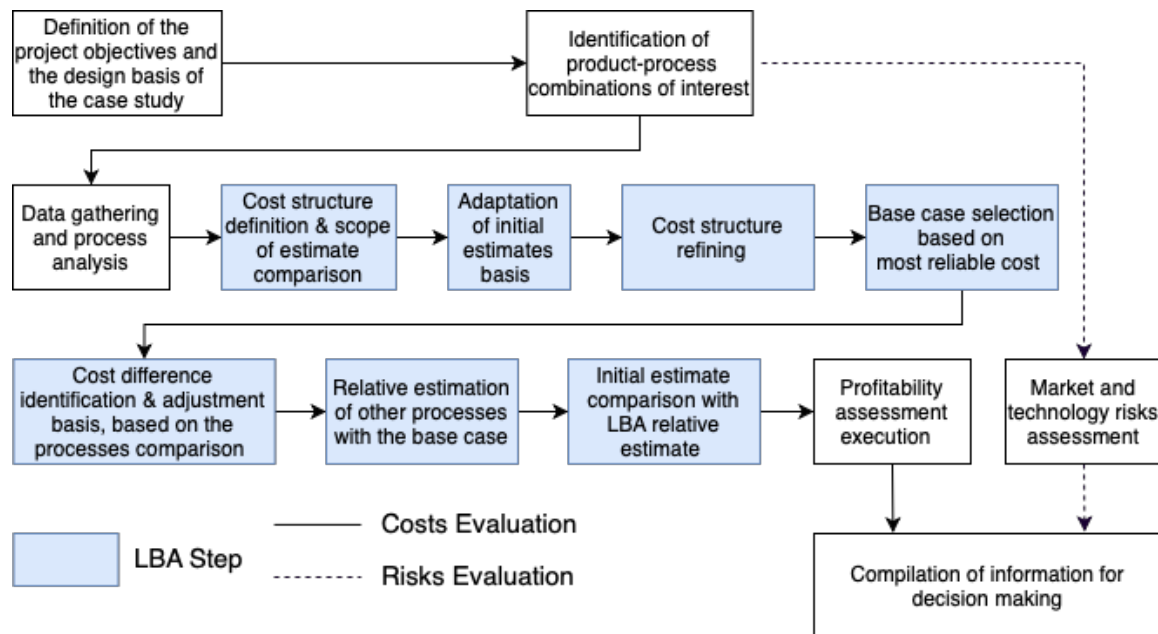 Definition of the
project objectives and
the design basis of
the case study
Identification of
product-process
combinations of interest
Data gathering
and process
analysis
Cost structure
definition & scope
of estimate
comparison
Adaptation of
initial
estimates
basis
Cost structure
refining
Base case selection
based on
most reliable cost
Cost difference
identification & adjustment
basis, based on the
processes comparison
Relative estimation
of other processes
with the base case
Initial estimate
comparison with
LBA relative
estimate
Profitability
assessment
execution
Market and
technology risks
assessment
LBA Step
Costs Evaluation
Risks Evaluation
Compilation of information for
decision making